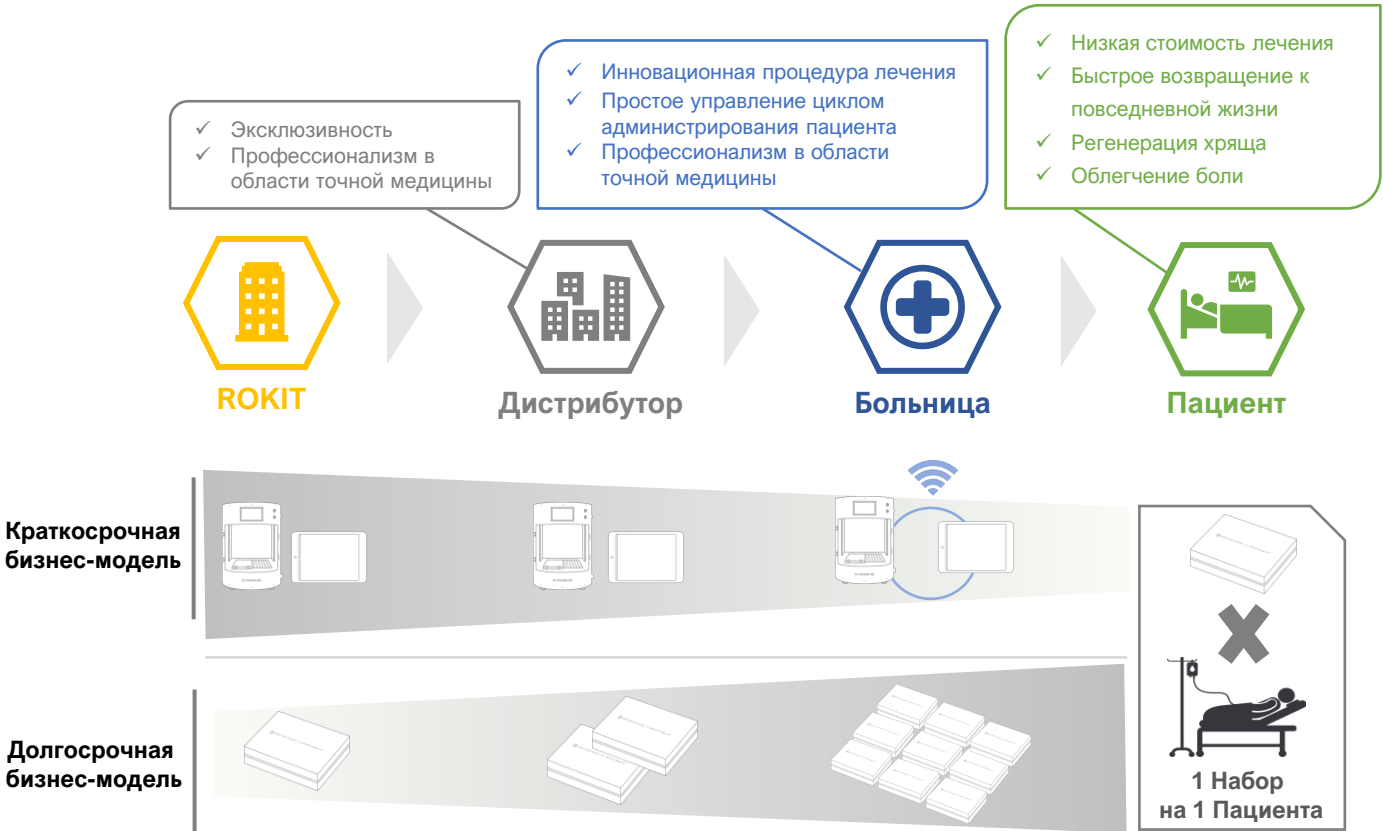 Эксклюзивность
Профессионализм в
области точной медицины
Инновационная процедура лечения
Простое управление циклом
администрирования пациента
Профессионализм в области
точной медицины
Низкая стоимость лечения
Быстрое возвращение к
повседневной жизни
Регенерация хряща
Облегчение боли
ROKIT
Дистрибутор
Больница
Пациент
Краткосрочная
бизнес-модель
Долгосрочная
бизнес-модель
1 Набор
на 1 Пациента